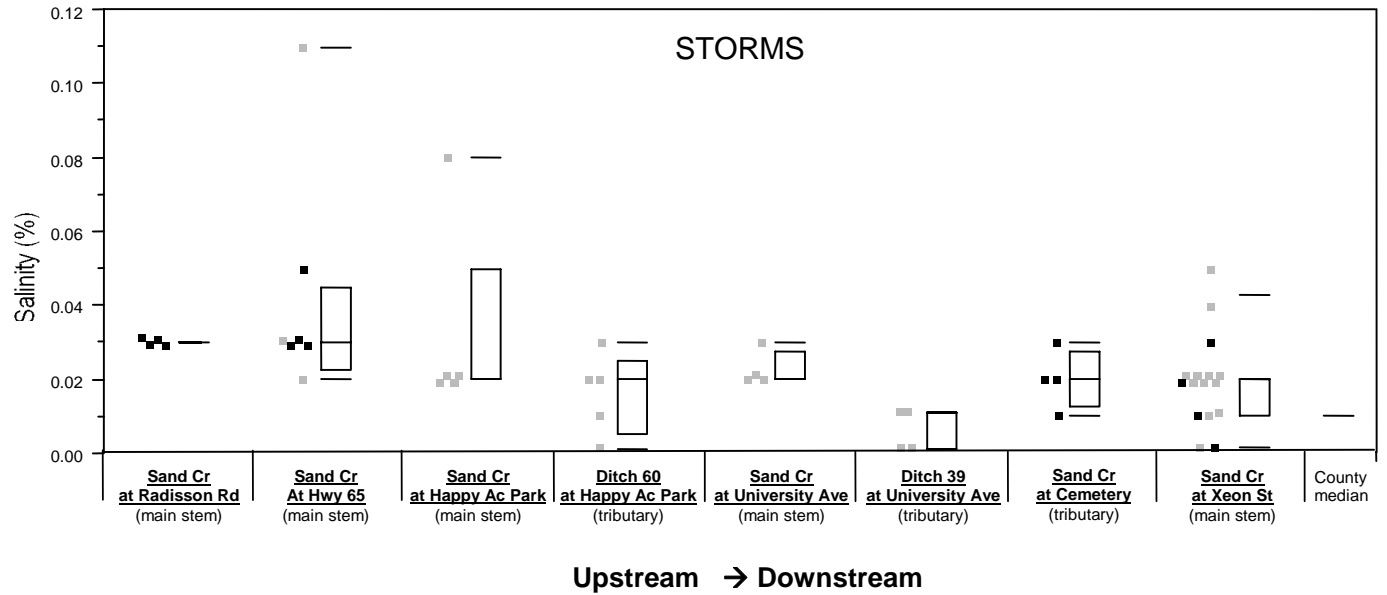 STORMS
Salinity (%)
0.12
0.10
0.08
0.06
0.04
0.02
0.00
Sand Cr
at Radisson Rd
(main stem)
Sand Cr
At Hwy 65
(main stem)
Sand Cr
at Happy Ac Park
(main stem)
Ditch 60
at Happy Ac Park
(tributary)
Sand Cr
at University Ave
(main stem)
Ditch 39
at University Ave
(tributary)
Sand Cr
at Cemetery
(tributary)
Sand Cr
at Xeon St
(main stem)
County
median
Upstream → Downstream